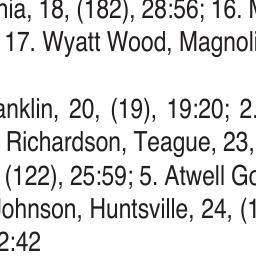 nia, 18, (182), 28:56; 16. M
17. Wyatt Wood, Magnoli
anklin, 20, (19), 19:20; 2.
Richardson, Teague, 23,
(122), 25:59; 5. Atwell Go
Johnson, Huntsville, 24, (1
2:42